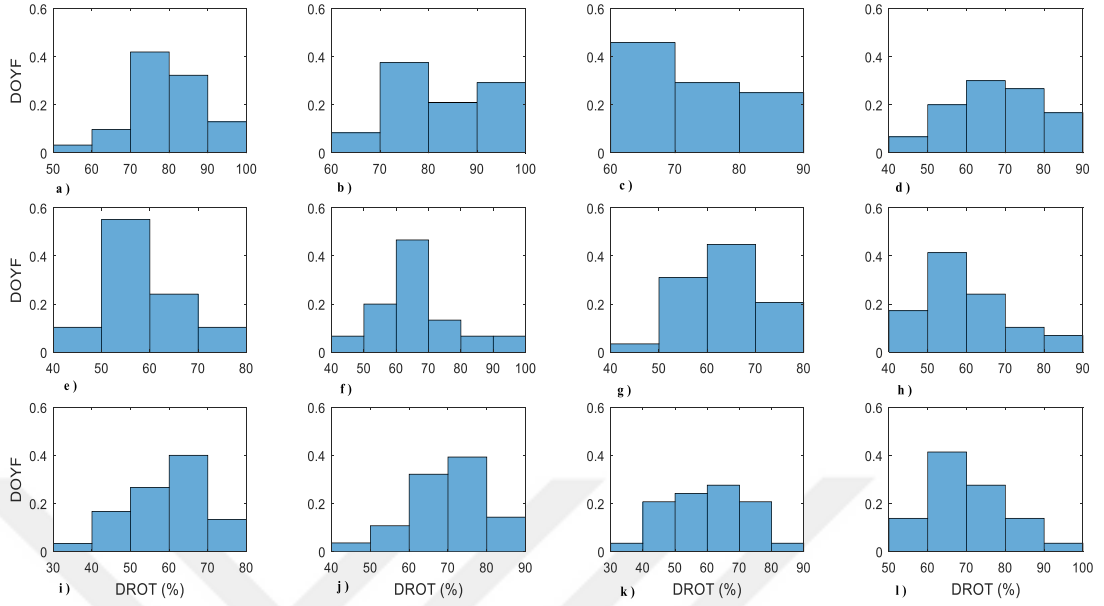 0.6 0.6 0.6 0.6
DOYF 0.4 0.4 0.4 0.4
0.2 0.2 0.2 0.2
0 0 0 0
50 60 70 80 90 100 60 70 80 90 100 60 70 80 90 40 50 60 70 80 90
a ) b ) c ) d )
0.6 0.6 0.6 0.6
DOYF 0.4 0.4 0.4 0.4
0.2 0.2 0.2 0.2
0 0 0 0
40 50 60 70 80 40 50 60 70 80 90 100 40 50 60 70 80 40 50 60 70 80 90
e ) f ) g ) h )
0.6 0.6 0.6 0.6
DOYF 0.4 0.4 0.4 0.4
0.2 0.2 0.2 0.2
0 0 0 0
30 40 50 60 70 80 40 50 60 70 80 90 30 40 50 60 70 80 90 50 60 70 80 90 100
i ) DROT (%) j ) DROT (%) k ) DROT (%) l ) DROT (%)